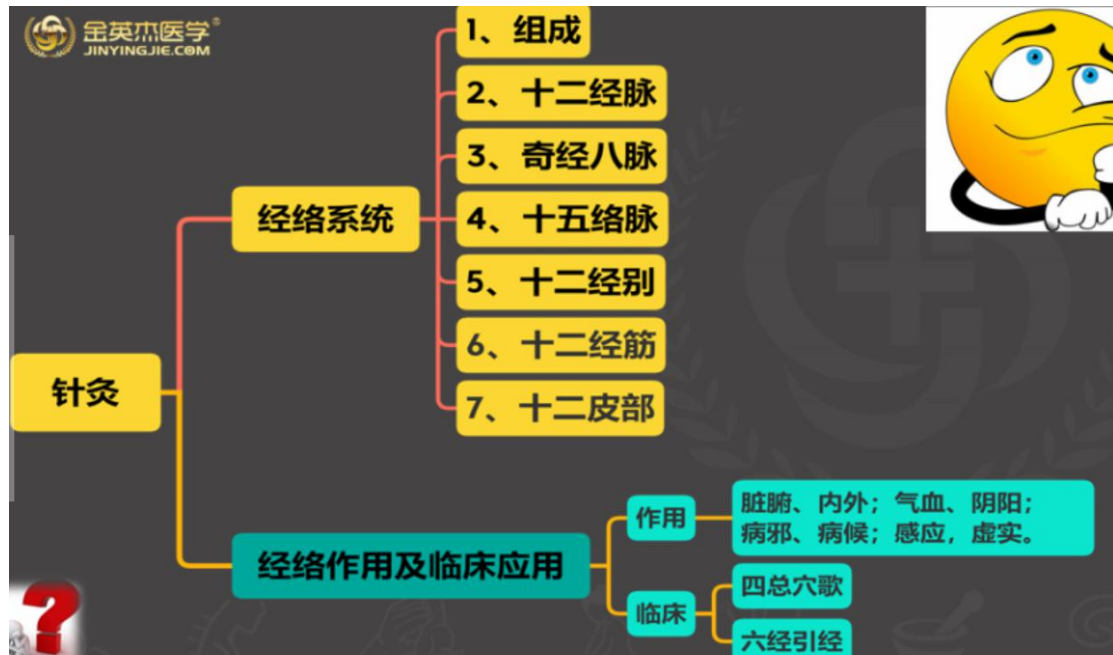 金英杰医学®
JINYINGJIE.COM
1、组成
2、十二经脉
3、奇经八脉
经络系统
4、十五络脉
5、十二经别
6、十二经筋
针灸
7、十二皮部
作用
脏腑、内外；气血、阴阳；
病邪、病候；感应，虚实。
经络作用及临床应用
四总穴歌
临床
六经引经
?